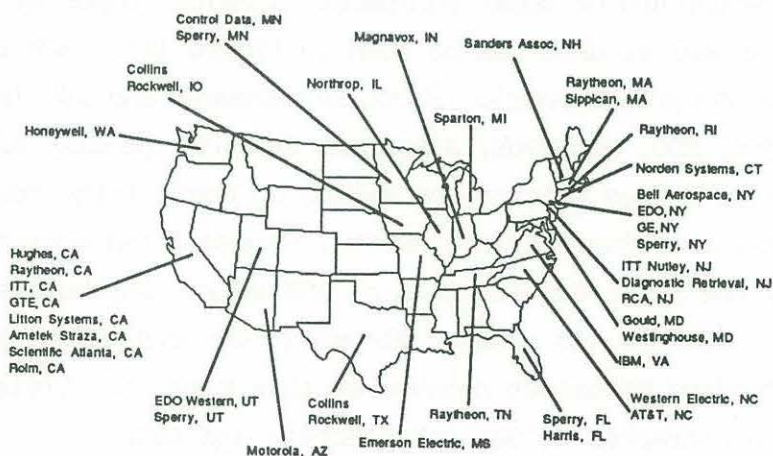 Control Data, MN
Sperry, MN
Magnavox, IN
Sanders Assoc, NH
Collins
Rockwell, IO
Northrop, IL
Raytheon, MA
Sippican, MA
Sparton, MI
Honeywell, WA
Raytheon, RI
Norden Systems, CT
Bell Aerospace, NY
EDO, NY
GE, NY
Sperry, NY
Hughes, CA
Raytheon, CA
ITT, CA
GTE, CA
Litton Systems, CA
Ametek Straza, CA
Scientific Atlanta, CA
Rolm, CA
ITT Nutley, NJ
Diagnostic Retrieval, NJ
RCA, NJ
Gould, MD
Westinghouse, MD
IBM, VA
EDO Western, UT
Sperry, UT
Collins
Rockwell, TX
Raytheon, TN
Western Electric, NC
AT&T, NC
Sperry, FL
Harris, FL
Motorola, AZ
Emerson Electric, MS